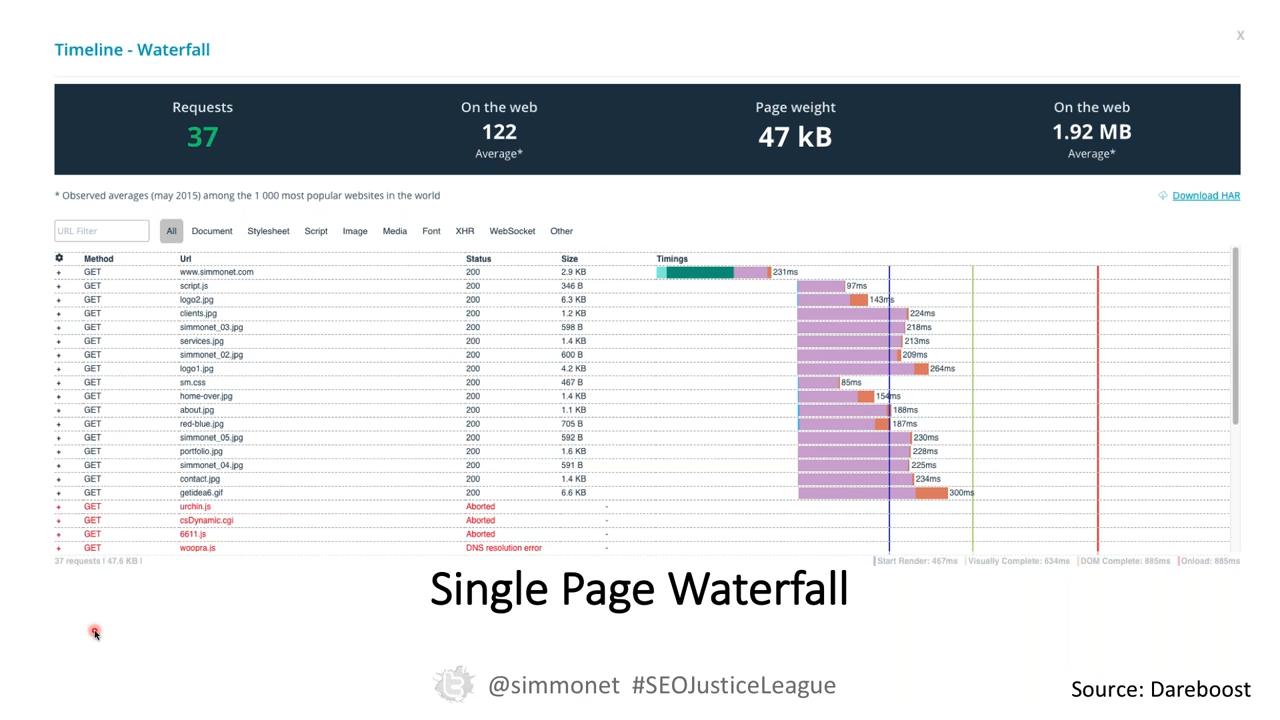 X
Timeline - Waterfall
Requests On the web Page weight On the web
37 122 47 kB 1.92 MB
Average* Average*
* Observed averages (may 2015) among the 1 000 most popular websites in the world
Download HAR
URL Filter All Document Stylesheet Script Image Media Font XHR WebSocket Other
Method Url Status Size Timings
+ GET www.simmonet.com 200 2.9 KB 231ms
+ GET script.js 200 346 B 97ms
+ GET logo2.jpg 200 6.3 KB 143ms
+ GET clients.jpg 200 1.2 KB 224ms
+ GET simmonet_03.jpg 200 598 B 218ms
+ GET services.jpg 200 1.4 KB 213ms
+ GET simmonet_02.jpg 200 600 B 209ms
+ GET logo1.jpg 200 4.2 KB 264ms
+ GET sm.css 200 467 B 85ms
+ GET home-over.jpg 200 1.4 KB 154ms
+ GET about.jpg 200 1.1 KB 188ms
+ GET red-blue.jpg 200 705 B 187ms
+ GET simmonet_05.jpg 200 592 B 230ms
+ GET portfolio.jpg 200 1.6 KB 228ms
+ GET simmonet_04.jpg 200 591 B 225ms
+ GET contact.jpg 200 1.4 KB 234ms
+ GET getidea6.gif 200 6.6 KB 300ms
+ GET urchin.js Aborted -
+ GET csDynamic.cgi Aborted -
+ GET 6611.js Aborted -
+ GET woopra.js DNS resolution error -
37 requests | 47.6 KB | Start Render: 467ms Visually Complete: 634ms DOM Complete: 885ms Onload: 885ms
Single Page Waterfall
@simmonet #SEOJusticeLeague
Source: Dareboost